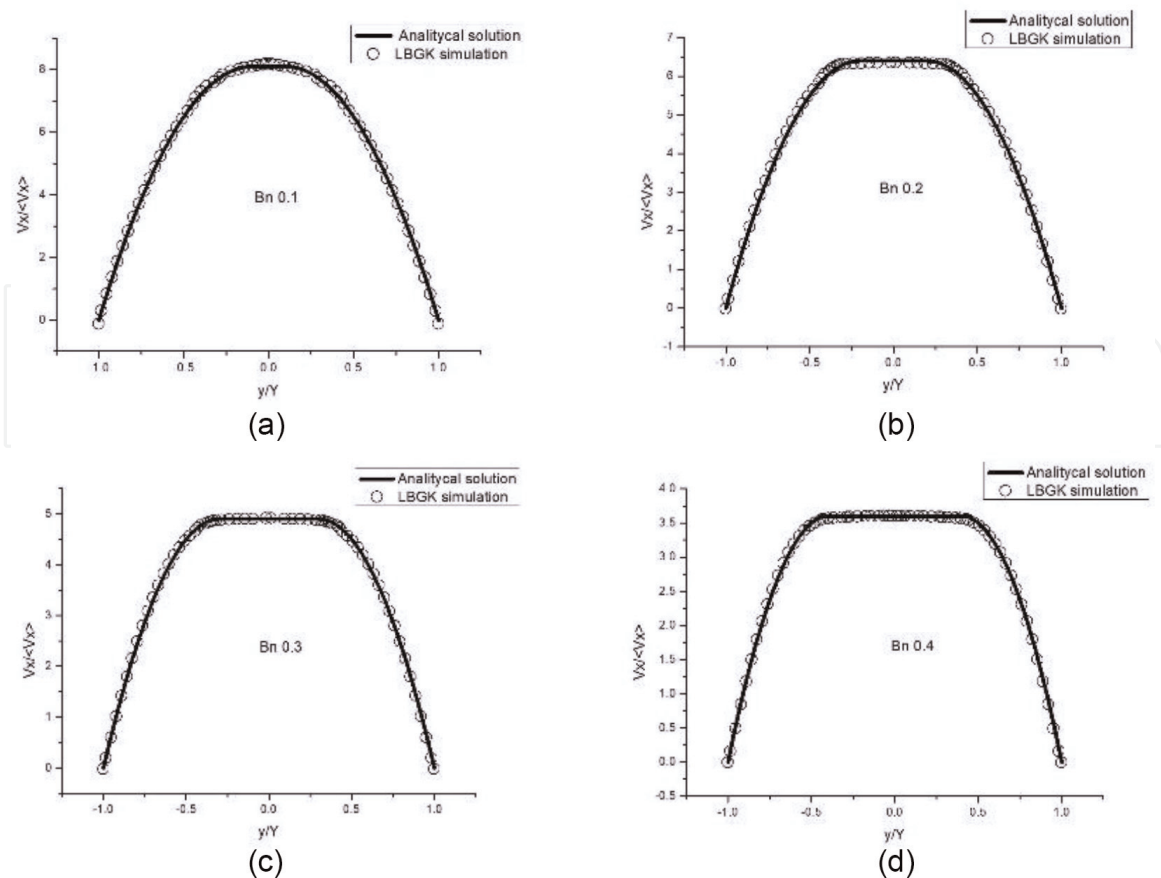 Analitycal solution
LBGK simulation
8
6
4
2
0
Vx/<Vx>
Bn 0.1
1.0
0.5
0.0
0.5
1.0
y/Y
(a)
Analitycal solution
LBGK simulation
7
6
5
4
3
2
1
0
-1
Vx/<Vx>
Bn 0.2
-1.0
-0.5
0.0
0.5
1.0
y/Y
(b)
Analitycal solution
LBGK simulation
5
4
3
2
1
0
Vx/<Vx>
Bn 0.3
-1.0
-0.5
0.0
0.5
1.0
y/Y
(c)
Analitycal solution
LBGK simulation
4.0
3.5
3.0
2.5
2.0
1.5
1.0
0.5
0.0
-0.5
Vx/<Vx>
Bn 0.4
-1.0
-0.5
0.0
0.5
1.0
y/Y
(d)